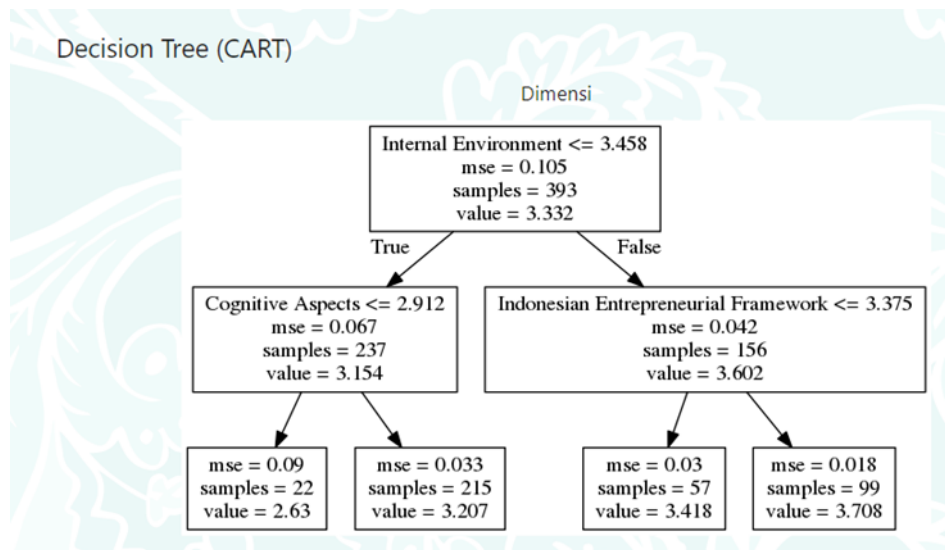 Decision Tree (CART)
Dimensi
Internal Environment <= 3.458
mse = 0.105
samples = 393
value = 3.332
True
False
Cognitive Aspects <= 2.912
mse = 0.067
samples = 237
value = 3.154
Indonesian Entrepreneurial Framework <= 3.375
mse = 0.042
samples = 156
value = 3.602
mse = 0.09
samples = 22
value = 2.63
mse = 0.033
samples = 215
value = 3.207
mse = 0.03
samples = 57
value = 3.418
mse = 0.018
samples = 99
value = 3.708